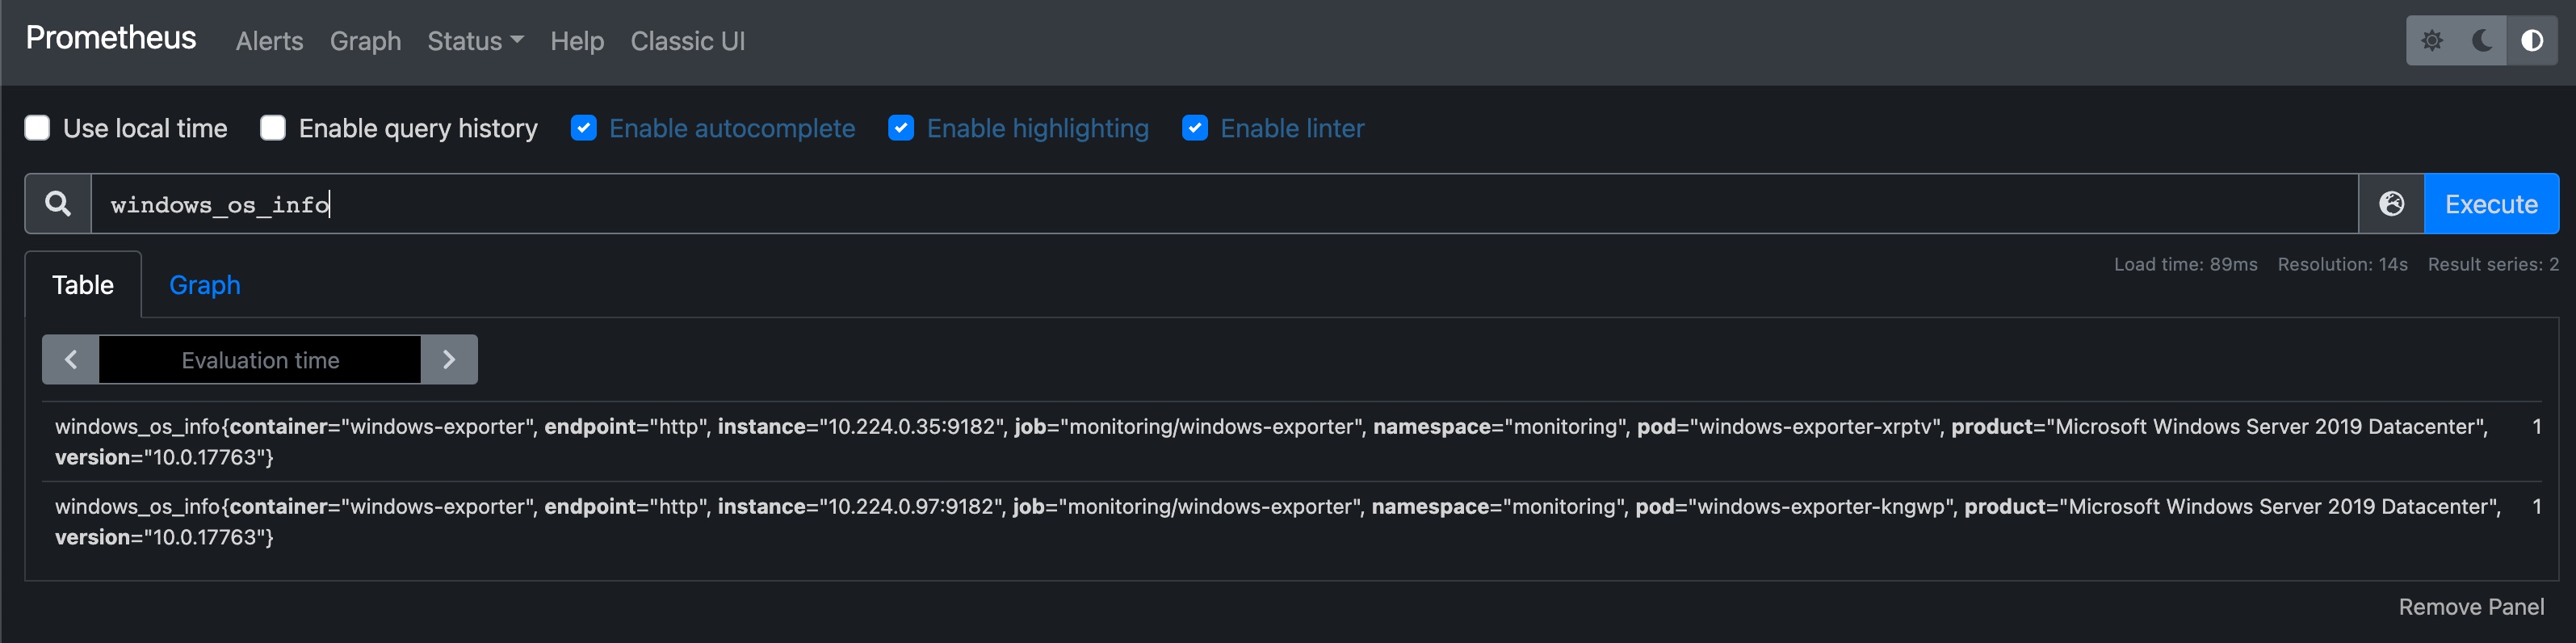 Prometheus Alerts Graph Status Help Classic UI
Use local time Enable query history Enable autocomplete Enable highlighting Enable linter
windows_os_info Execute
Load time: 89ms Resolution: 14s Result series: 2
Table Graph
Evaluation time
windows_os_info{container="windows-exporter", endpoint="http", instance="10.224.0.35:9182", job="monitoring/windows-exporter", namespace="monitoring", pod="windows-exporter-xrptv", product="Microsoft Windows Server 2019 Datacenter", 1
version="10.0.17763"}
windows_os_info{container="windows-exporter", endpoint="http", instance="10.224.0.97:9182", job="monitoring/windows-exporter", namespace="monitoring", pod="windows-exporter-kngwp", product="Microsoft Windows Server 2019 Datacenter", 1
version="10.0.17763"}
Remove Panel